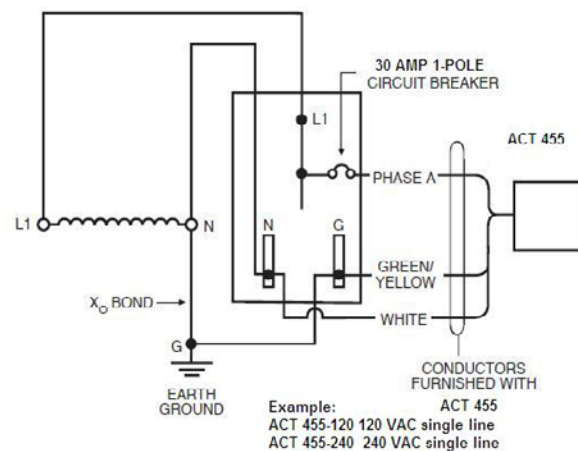 30 AMP 1-POLE
CIRCUIT BREAKER
L1
ACT 455
PHASE A
L1
N
N
G
GREEN/
YELLOW
XO BOND
WHITE
G
EARTH
GROUND
CONDUCTORS
FURNISHED WITH
ACT 455
Example:
ACT 455-120 120 VAC single line
ACT 455-240 240 VAC single line